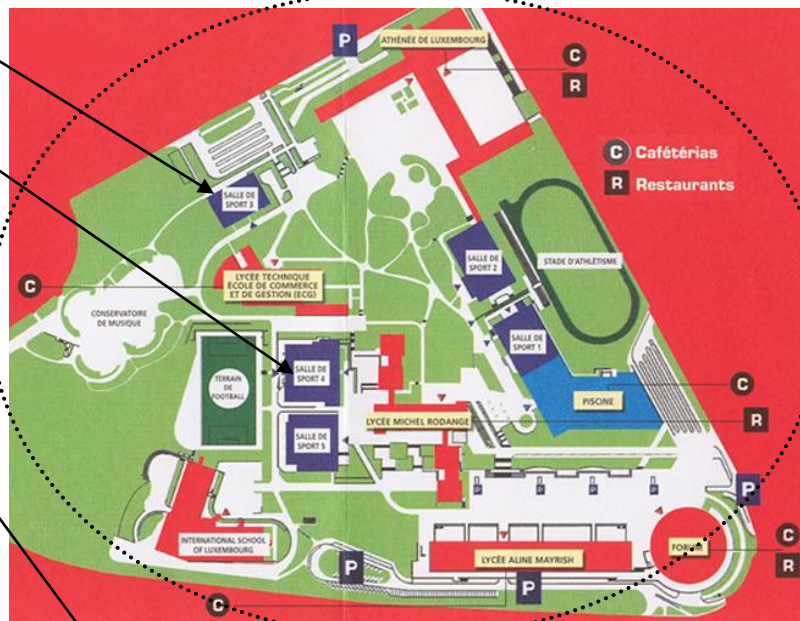 P
ATHÉNÉE DE LUXEMBOURG
C
R
C Cafétérias
R Restaurants
SALLE DE
SPORT 3
SALLE DE
SPORT 2
STADE D'ATHLÉTISME
C
LYCÉE TECHNIQUE
ÉCOLE DE COMMERCE
ET DE GESTION (ECG)
CONSERVATOIRE
DE MUSIQUE
SALLE DE
SPORT 1
SALLE DE
SPORT 4
TERRAIN
DE
FOOTBALL
PISCINE
C
LYCÉE MICHEL RODANGE
R
SALLE DE
SPORT 5
P
P
P
P
P
INTERNATIONAL SCHOOL
OF LUXEMBOURG
LYCÉE ALINE MAYRISH
FORUM
C
R
P
P
C